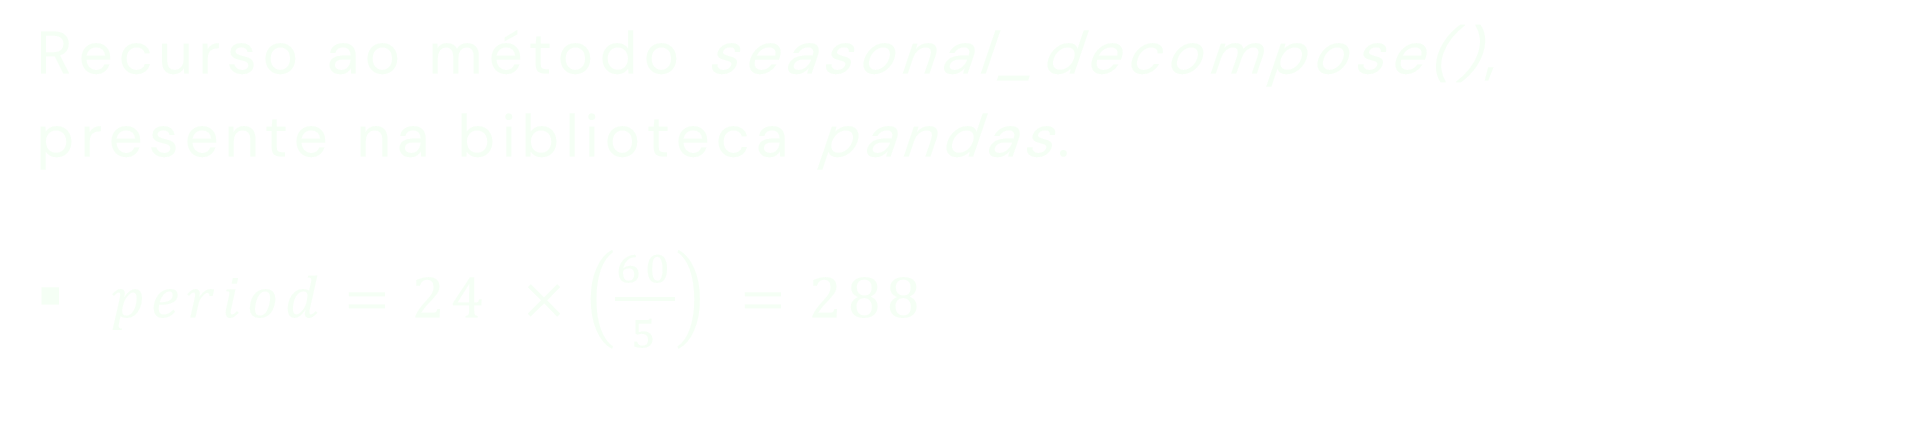 Recurso ao método seasonal_decompose(),
presente na biblioteca pandas.
▪ period = 24 × (60/5) = 288